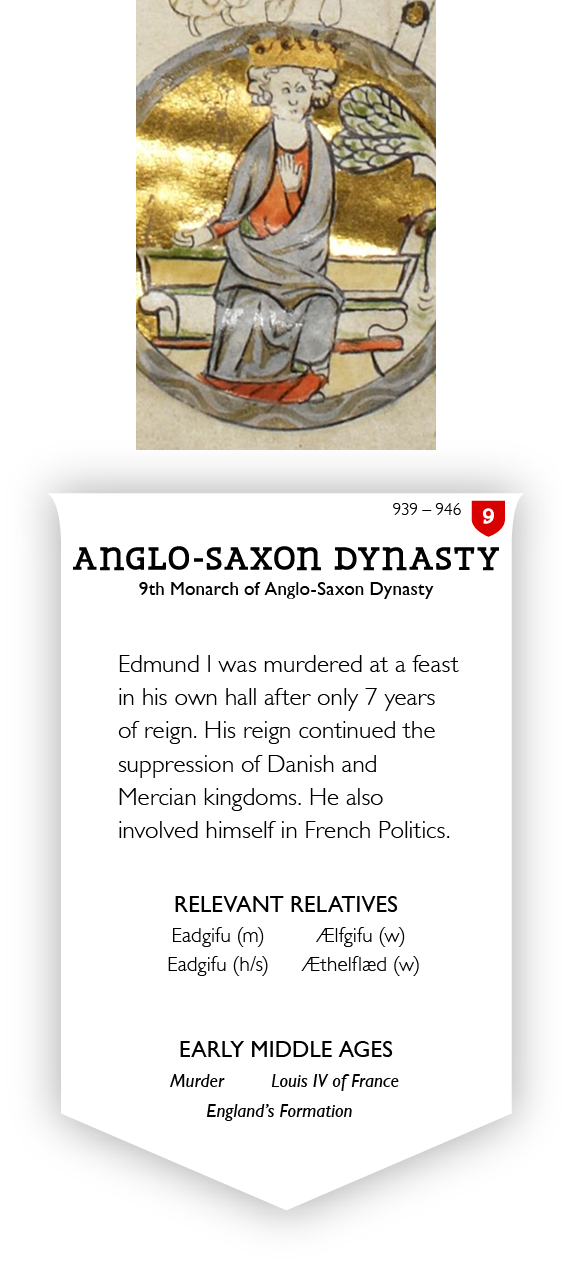 939 – 946
9
ANGLO-SAXON DYNASTY
9th Monarch of Anglo-Saxon Dynasty
Edmund I was murdered at a feast
in his own hall after only 7 years
of reign. His reign continued the
suppression of Danish and
Mercian kingdoms. He also
involved himself in French Politics.
RELEVANT RELATIVES
Eadgifu (m) Ælfgifu (w)
Eadgifu (h/s) Æthelflæd (w)
EARLY MIDDLE AGES
Murder Louis IV of France
England’s Formation